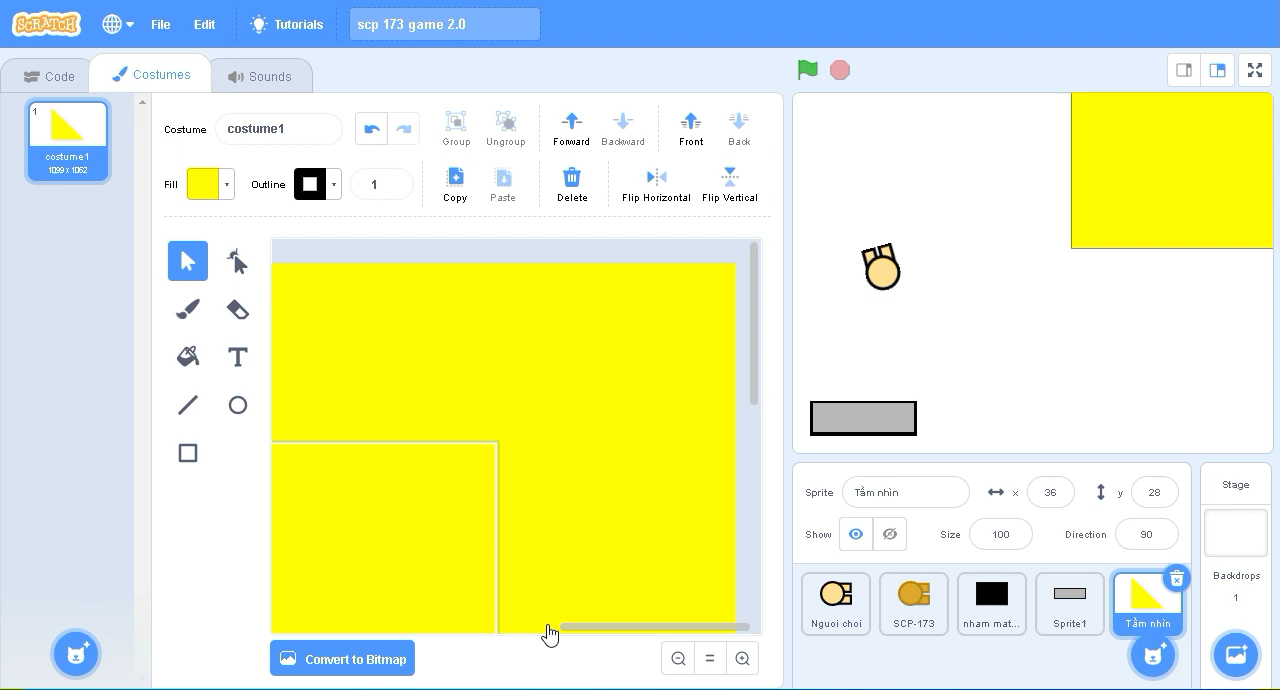 SCRATCH
File
Edit
Tutorials
scp 173 game 2.0
Code
Costumes
Sounds
1
costume1
1099 x 1062
Costume
costume1
Group
Ungroup
Forward
Backward
Front
Back
Fill
Outline
1
Copy
Paste
Delete
Flip Horizontal
Flip Vertical
Convert to Bitmap
Sprite
Tầm nhìn
x
36
y
28
Show
Size
100
Direction
90
Nguoi choi
SCP-173
nham mat...
Sprite1
Tầm nhìn
Stage
Backdrops
1